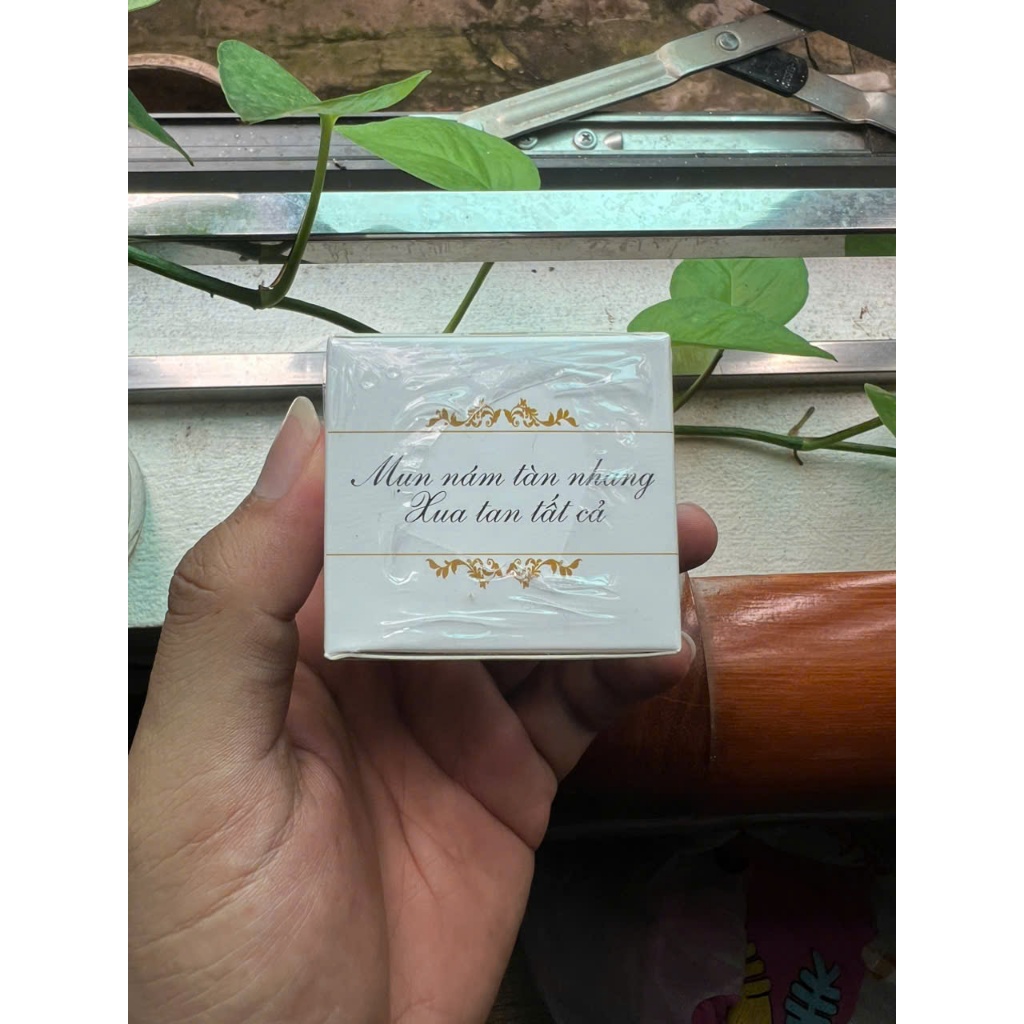 Mụn nám tàn nhang
Xua tan tất cả